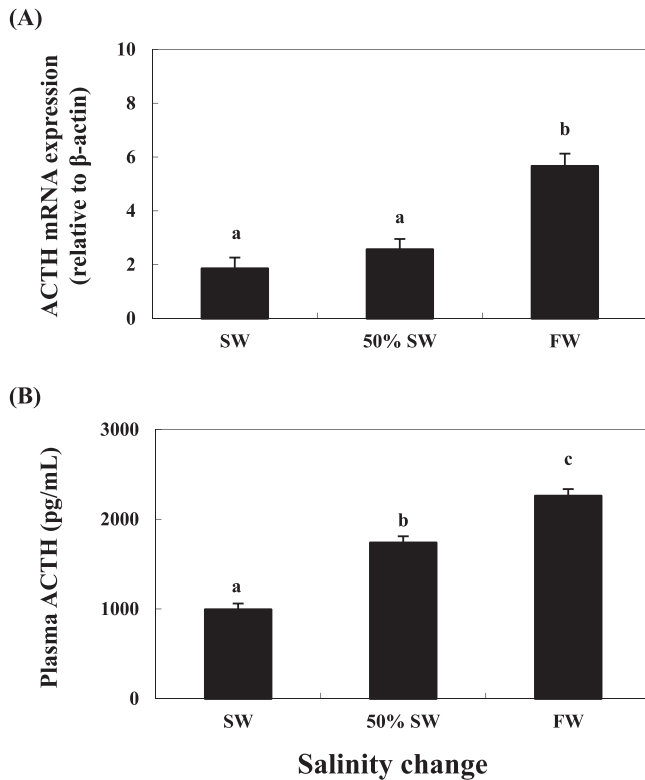 (A)
ACTH mRNA expression
(relative to β-actin)
10
8
6
4
2
0
a
a
b
SW
50% SW
FW
(B)
Plasma ACTH (pg/mL)
3000
2000
1000
0
a
b
c
SW
50% SW
FW
Salinity change